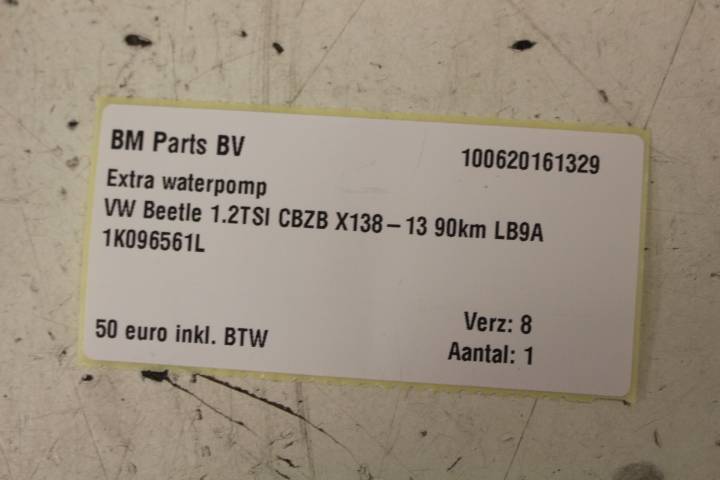 BM Parts BV 100620161329
Extra waterpomp
VW Beetle 1.2TSI CBZB X138-13 90km LB9A
1K096561L
50 euro inkl. BTW
Verz: 8
Aantal: 1